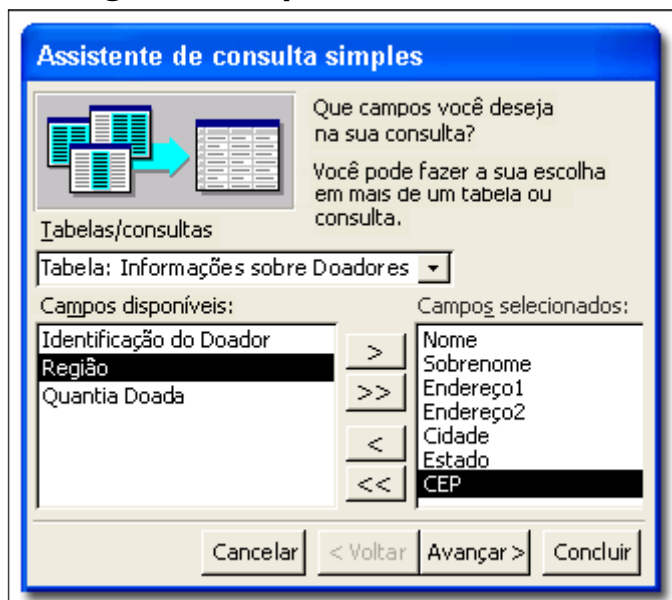 Assistente de consulta simples
Que campos você deseja
na sua consulta?
Você pode fazer a sua escolha
em mais de um tabela ou
consulta.
Tabelas/consultas
Tabela: Informações sobre Doadores
Campos disponíveis:
Identificação do Doador
Região
Quantia Doada
>
>>
<
<<
Campos selecionados:
Nome
Sobrenome
Endereço1
Endereço2
Cidade
Estado
CEP
Cancelar
< Voltar
Avançar >
Concluir